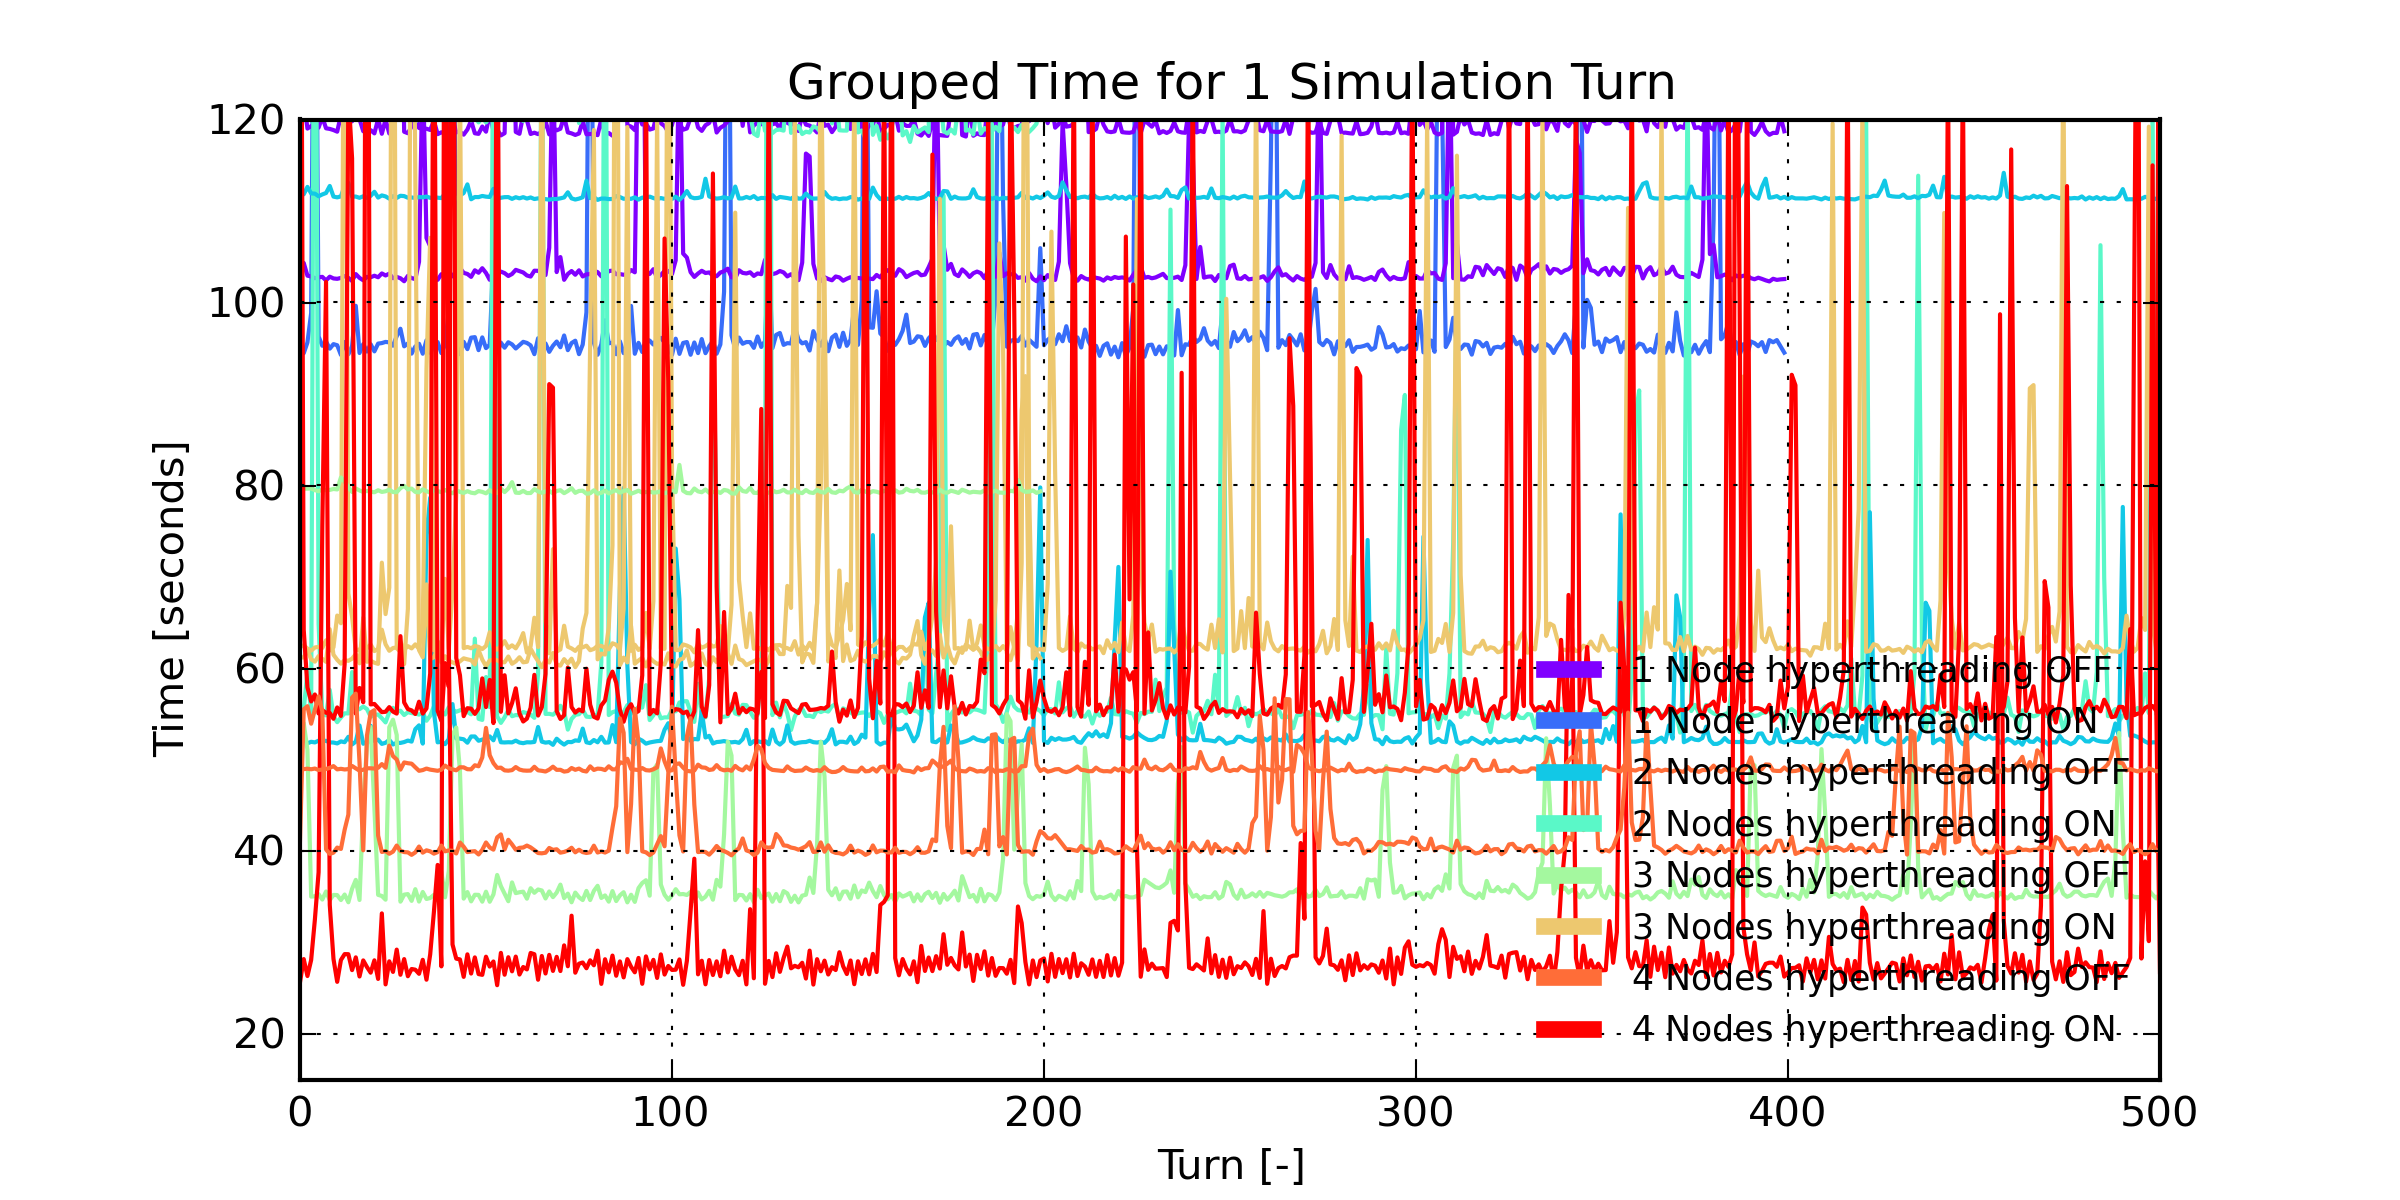 Grouped Time for 1 Simulation Turn
120
100
80
60
40
20
Time [seconds]
1 Node hyperthreading OFF
1 Node hyperthreading ON
2 Nodes hyperthreading OFF
2 Nodes hyperthreading ON
3 Nodes hyperthreading OFF
3 Nodes hyperthreading ON
4 Nodes hyperthreading OFF
4 Nodes hyperthreading ON
0 100 200 300 400 500
Turn [-]